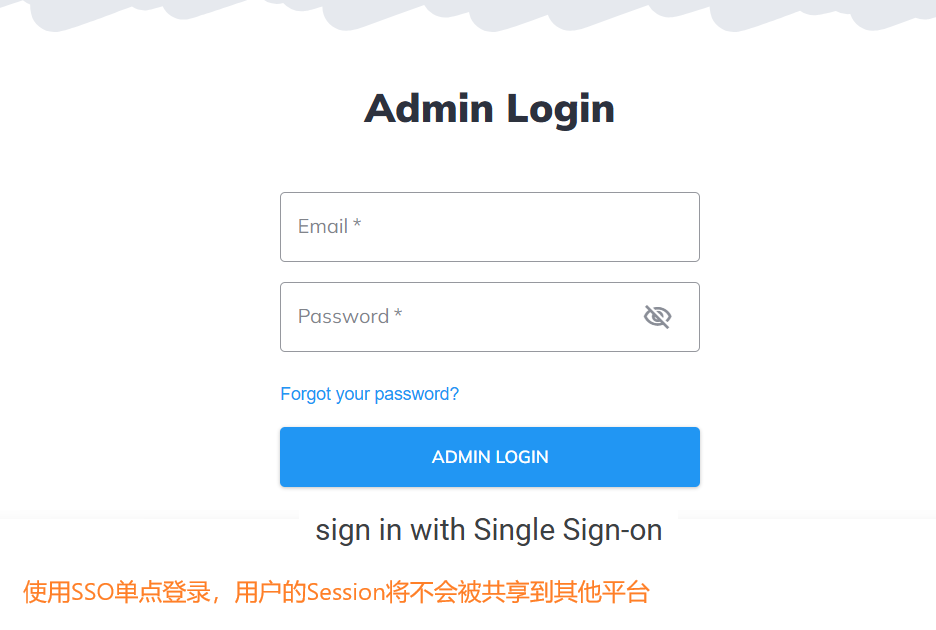 Admin Login
Email *
Password *
Forgot your password?
ADMIN LOGIN
sign in with Single Sign-on
使用SSO单点登录，用户的Session将不会被共享到其他平台